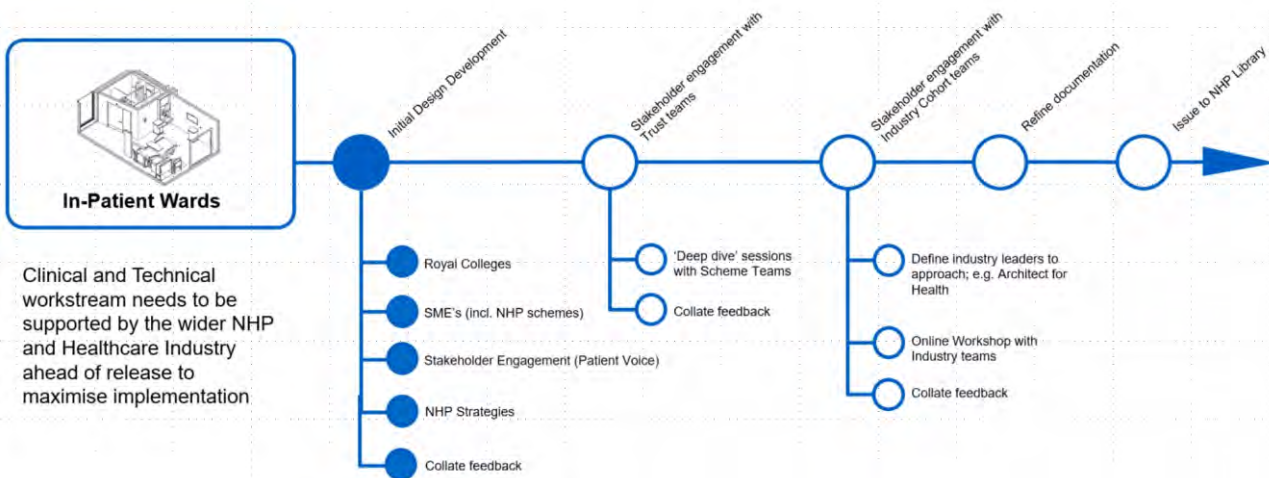 Initial Design Development
Stakeholder engagement with
Trust teams
Stakeholder engagement with
Industry Cohort teams
Refine documentation
Issue to NHP Library
In-Patient Wards
Clinical and Technical
workstream needs to be
supported by the wider NHP
and Healthcare Industry
ahead of release to
maximise implementation
Royal Colleges
SME's (incl. NHP schemes)
Stakeholder Engagement (Patient Voice)
NHP Strategies
Collate feedback
'Deep dive' sessions
with Scheme Teams
Collate feedback
Define industry leaders to
approach; e.g. Architect for
Health
Online Workshop with
Industry teams
Collate feedback